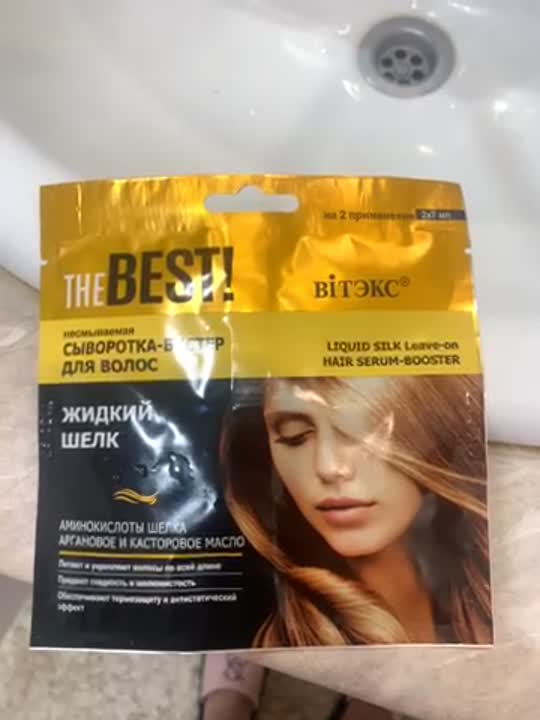 на 2 применения 2x7 мл
THE BEST!
ВIТЭКС®
несмываемая
СЫВОРОТКА-БУСТЕР
ДЛЯ ВОЛОС
LIQUID SILK Leave-on
HAIR SERUM-BOOSTER
ЖИДКИЙ
ШЕЛК
АМИНОКИСЛОТЫ ШЕЛКА
АРГАНОВОЕ И КАСТОРОВОЕ МАСЛО
Питает и укрепляет волосы по всей длине
Придает гладкость и шелковистость
Обеспечивает термозащиту и антистатический
эффект